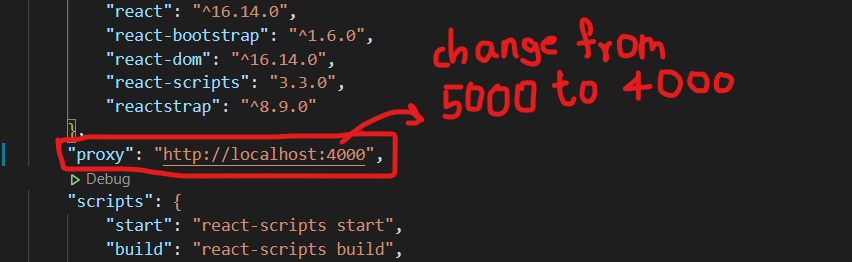 "react": "^16.14.0",
"react-bootstrap": "^1.6.0",
"react-dom": "^16.14.0",
"react-scripts": "3.3.0",
"reactstrap": "^8.9.0"
},
"proxy": "http://localhost:4000",
Debug
"scripts": {
"start": "react-scripts start",
"build": "react-scripts build",
change from
5000 to 4000